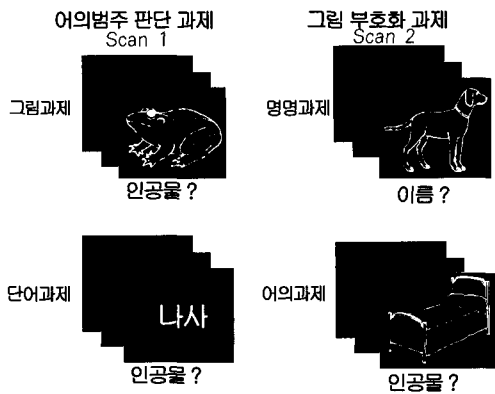 어의범주 판단 과제
Scan 1
그림 부호화 과제
Scan 2
그림과제
인공물 ?
명명과제
이름 ?
단어과제
나사
인공물 ?
어의과제
인공물 ?